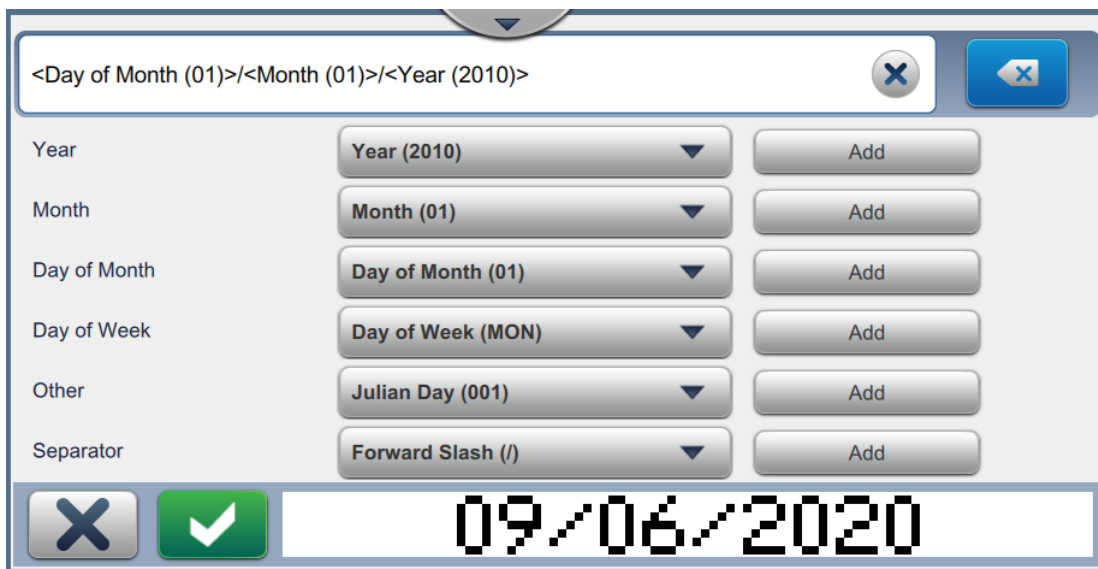 <Day of Month (01)>/<Month (01)>/<Year (2010)>
Year Year (2010) Add
Month Month (01) Add
Day of Month Day of Month (01) Add
Day of Week Day of Week (MON) Add
Other Julian Day (001) Add
Separator Forward Slash (/) Add
09/06/2020